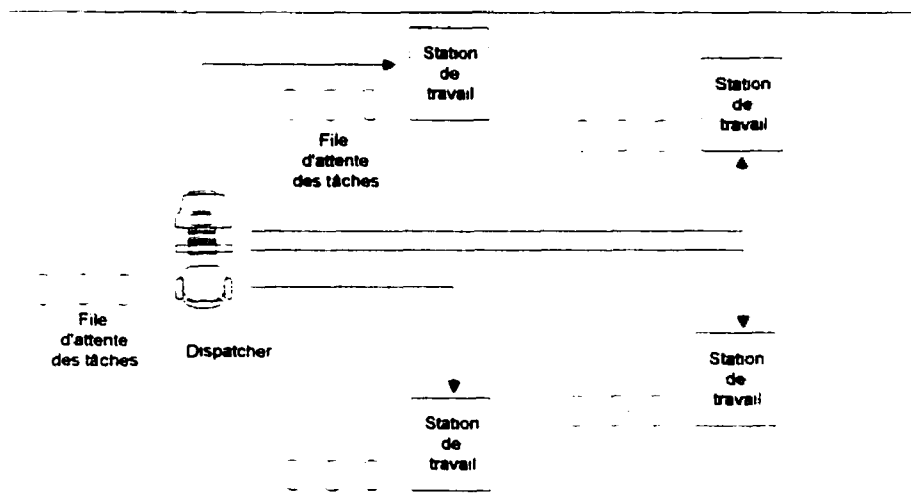 Station
de
travail
Station
de
travail
File
d'attente
des tâches
File
d'attente
des tâches
Dispatcher
Station
de
travail
Station
de
travail